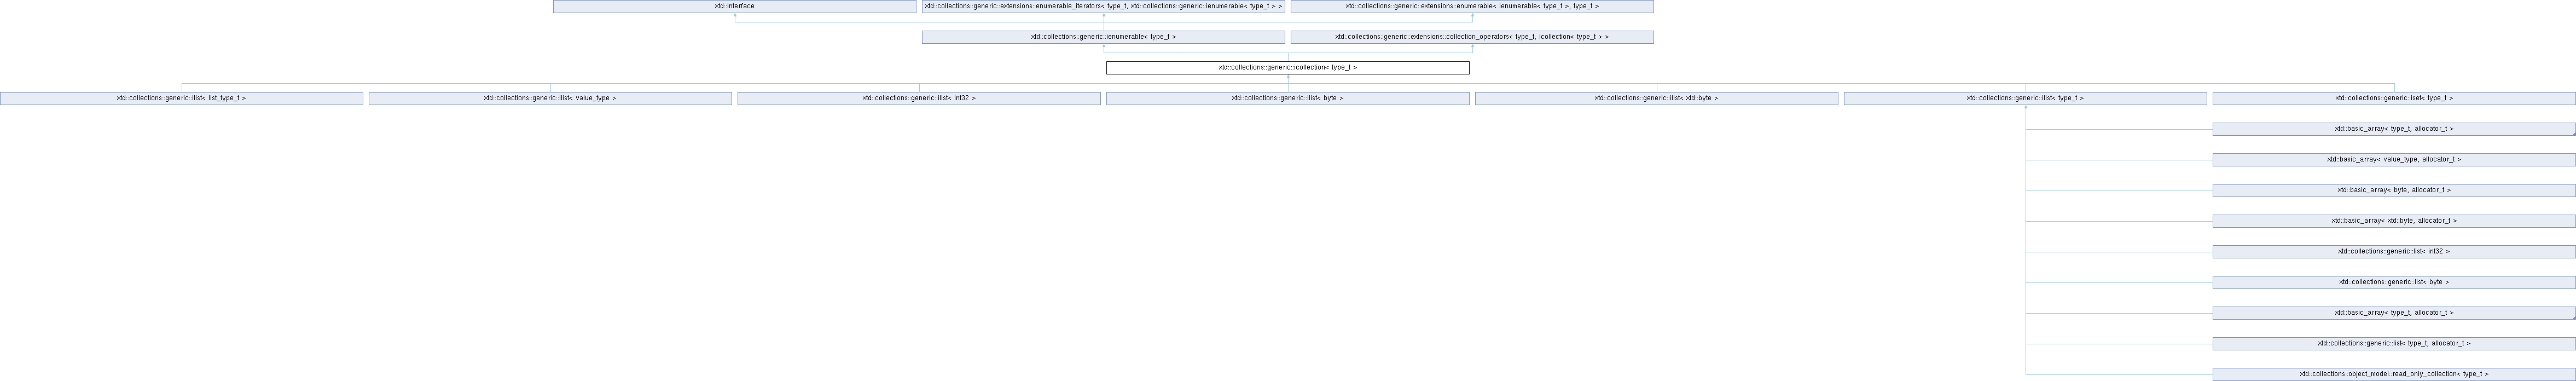 xtd::interface
xtd::collections::generic::extensions::enumerable_iterators< type_t, xtd::collections::generic::ienumerable< type_t > >
xtd::collections::generic::extensions::enumerable< ienumerable< type_t >, type_t >
xtd::collections::generic::ienumerable< type_t >
xtd::collections::generic::extensions::collection_operators< type_t, icollection< type_t > >
xtd::collections::generic::icollection< type_t >
xtd::collections::generic::ilist< list_type_t >
xtd::collections::generic::ilist< value_type >
xtd::collections::generic::ilist< int32 >
xtd::collections::generic::ilist< byte >
xtd::collections::generic::ilist< xtd::byte >
xtd::collections::generic::ilist< type_t >
xtd::collections::generic::iset< type_t >
xtd::basic_array< type_t, allocator_t >
xtd::basic_array< value_type, allocator_t >
xtd::basic_array< byte, allocator_t >
xtd::basic_array< xtd::byte, allocator_t >
xtd::collections::generic::list< int32 >
xtd::collections::generic::list< byte >
xtd::basic_array< type_t, allocator_t >
xtd::collections::generic::list< type_t, allocator_t >
xtd::collections::object_model::read_only_collection< type_t >